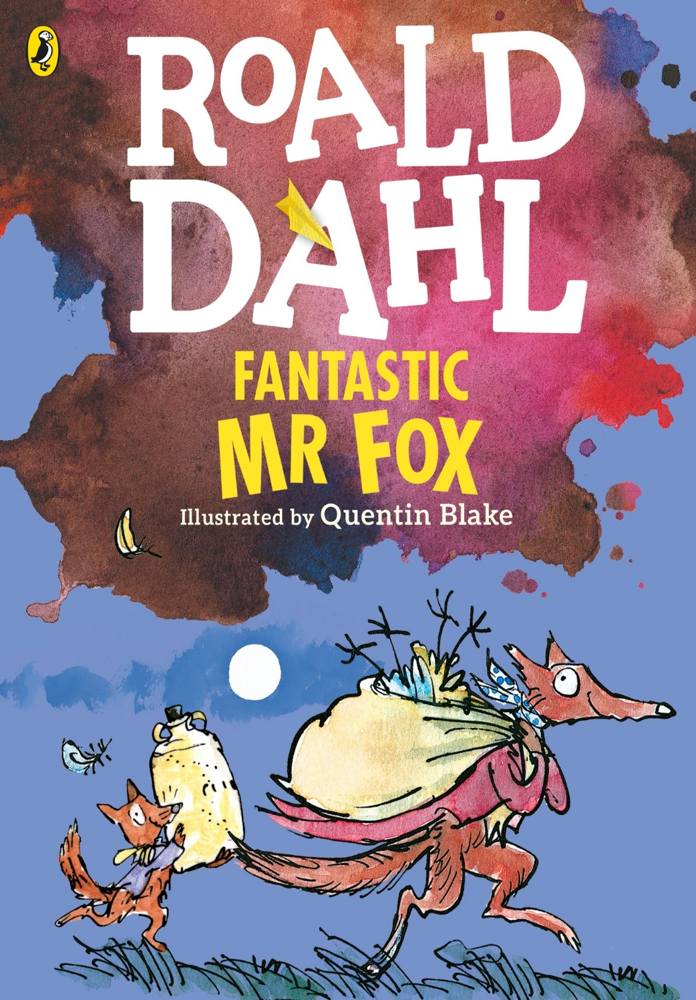 ROALD
DAHL
FANTASTIC
MR FOX
Illustrated by Quentin Blake